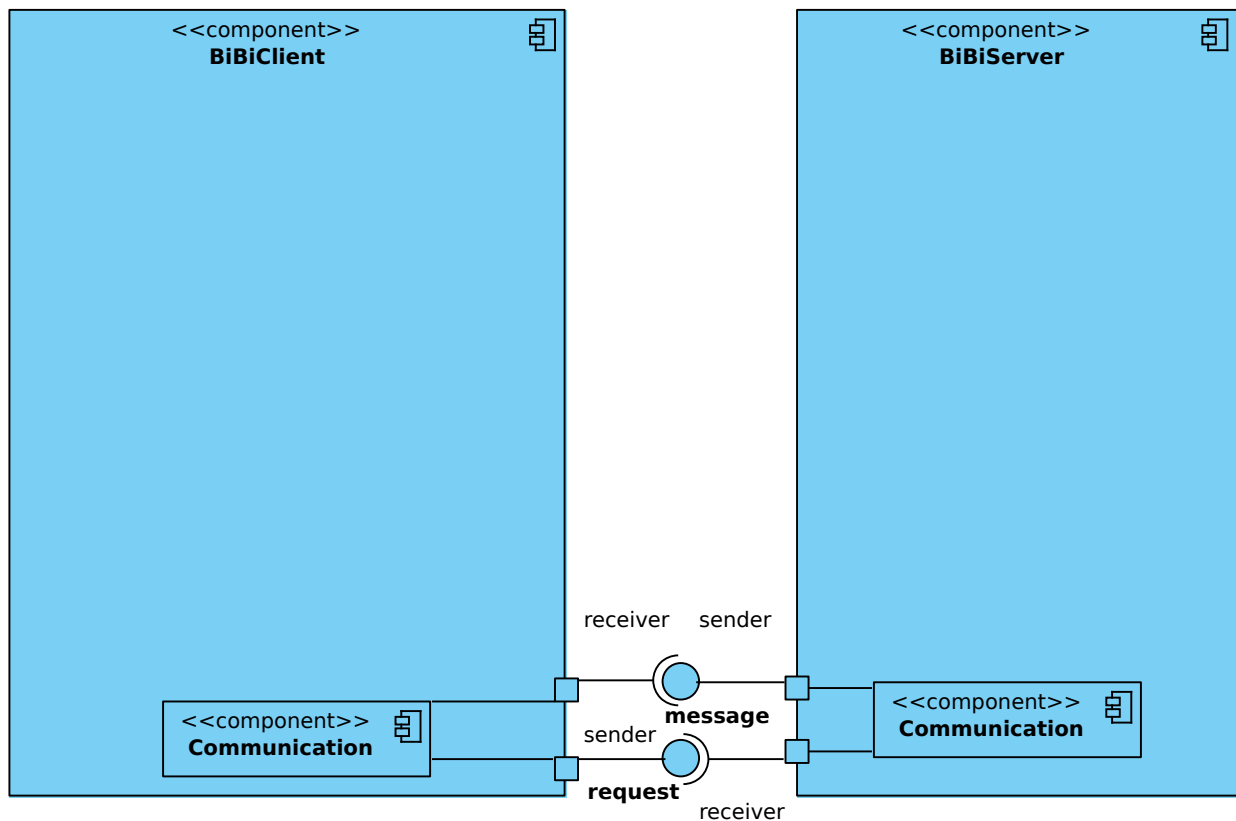 <<component>>
BiBiClient
<<component>>
BiBiServer
receiver
sender
message
<<component>>
Communication
sender
request
receiver
<<component>>
Communication